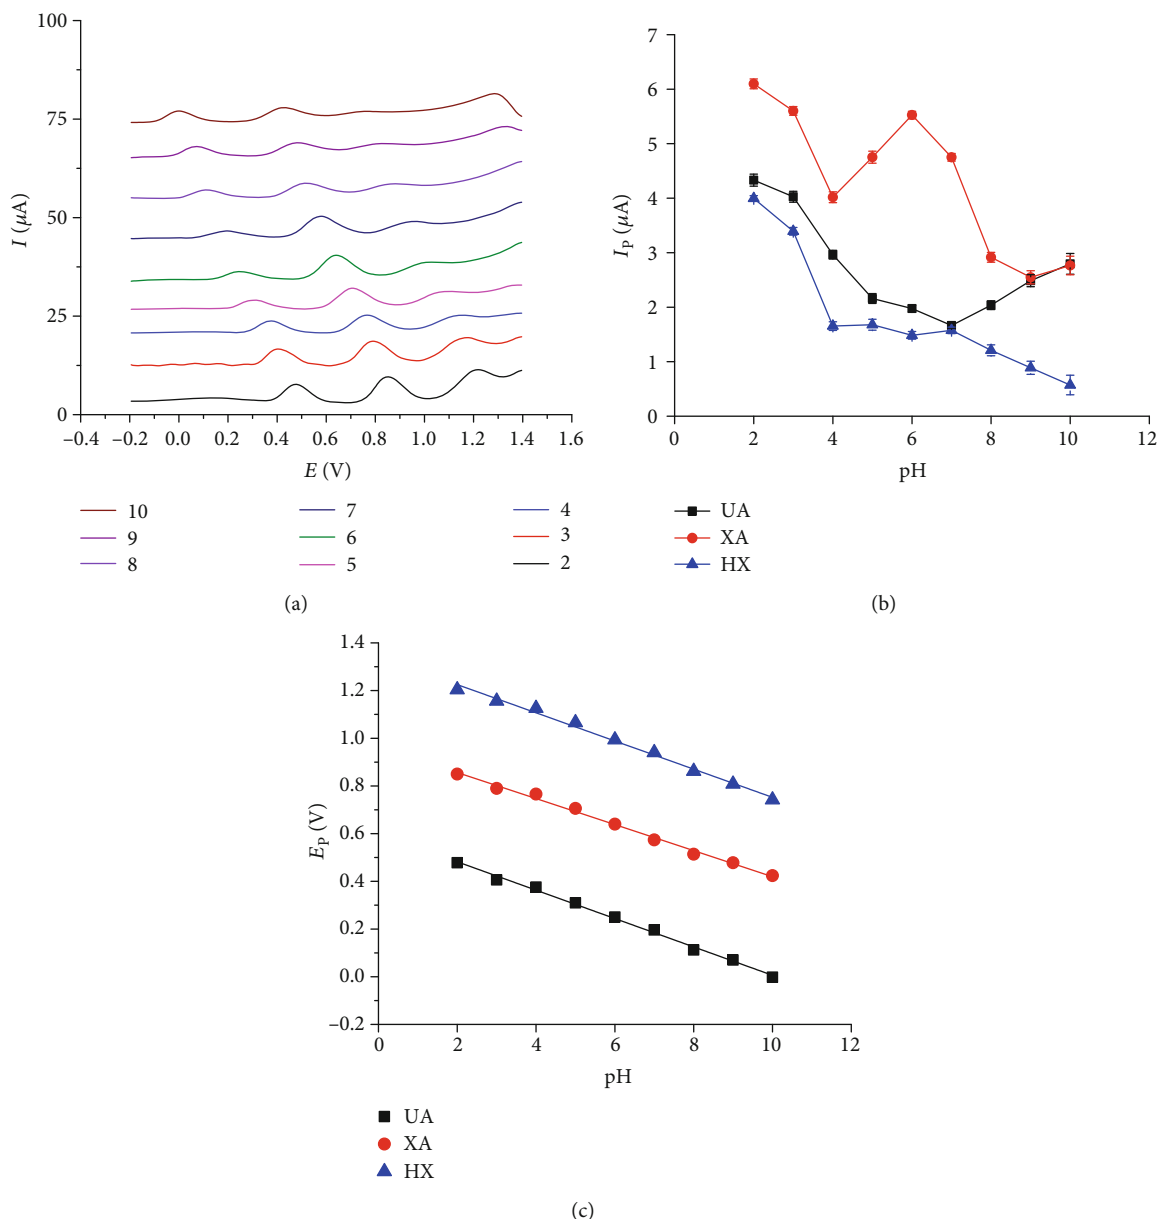 100
75
50
25
0
I (μA)
–0.4 –0.2 0.0 0.2 0.4 0.6 0.8 1.0 1.2 1.4 1.6
E (V)
10 7 4
9 6 3
8 5 2
(a)
7
6
5
4
3
2
1
0
I_P (μA)
0 2 4 6 8 10 12
pH
UA
XA
HX
(b)
1.4
1.2
1.0
0.8
0.6
0.4
0.2
0.0
–0.2
E_P (V)
0 2 4 6 8 10 12
pH
UA
XA
HX
(c)